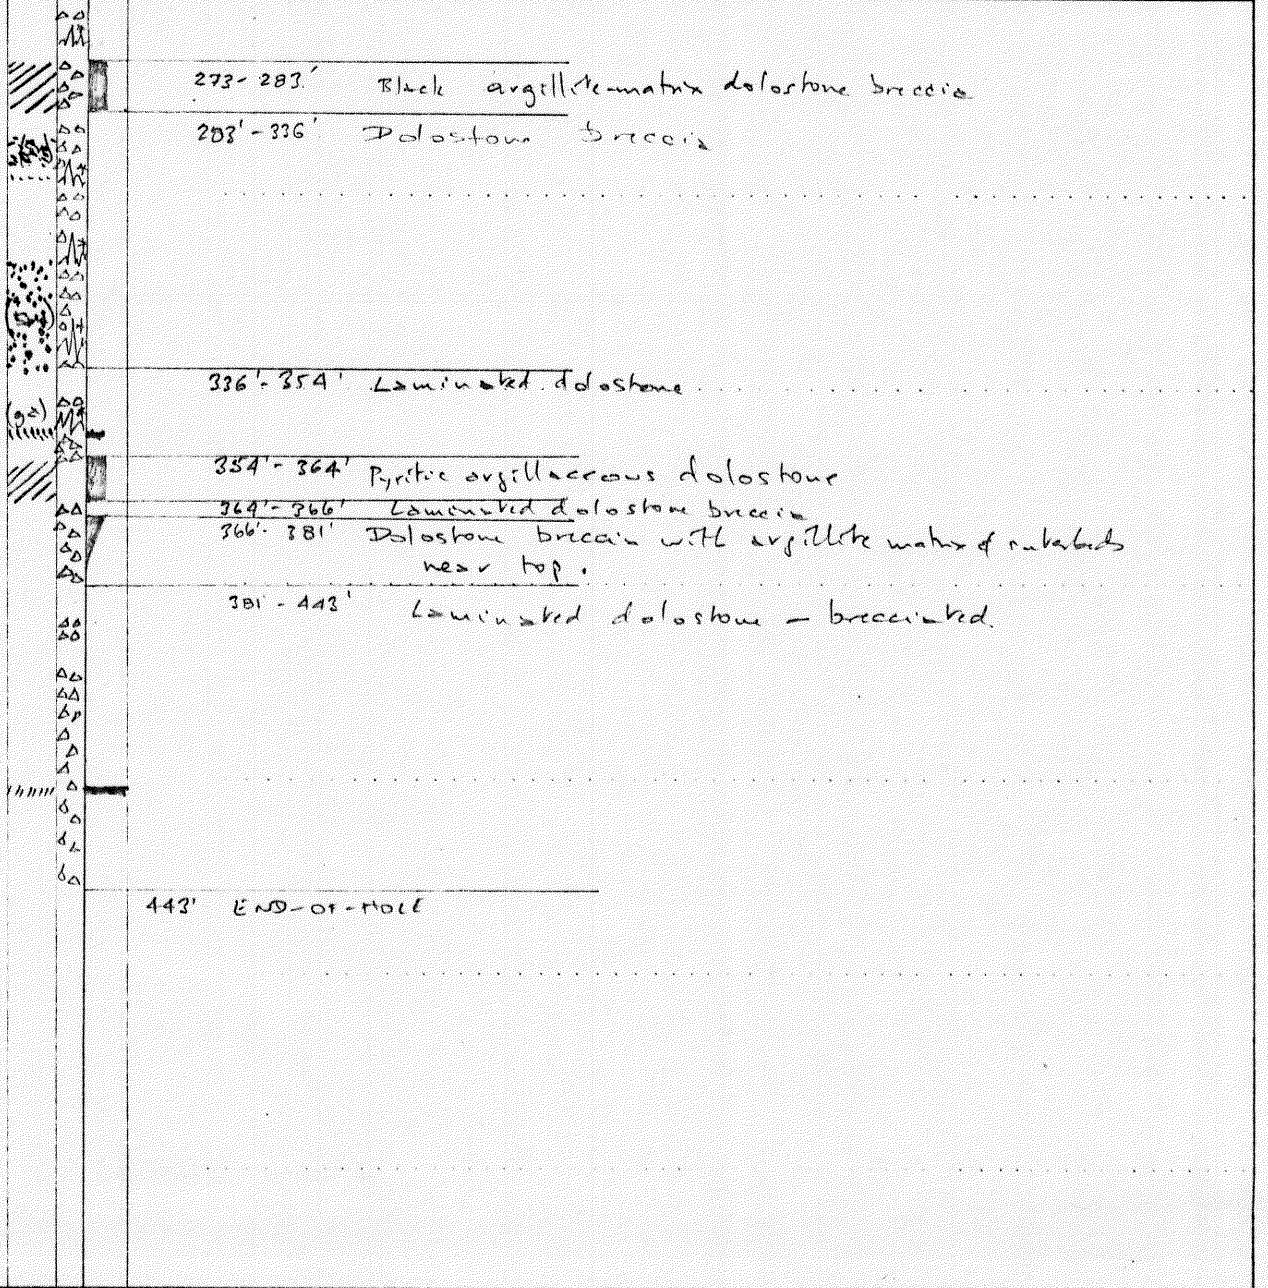 273-283' Black argillite-matrix dolostone breccia
283'-336' Dolostone breccia
336'-354' Laminated dolostone
(ga)
354'-364' Pyritic argillaceous dolostone
364'-366' Laminated dolostone breccia
366'-381' Dolostone breccia with argillite matrix & interbeds
near top.
381'-443' Laminated dolostone - brecciated.
443' END-OF-HOLE